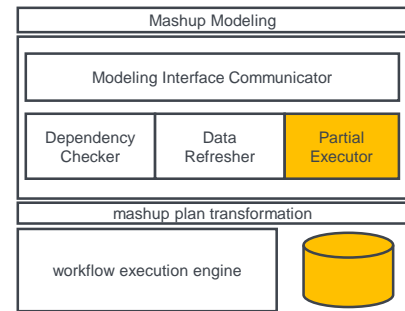 Mashup Modeling
Modeling Interface Communicator
Dependency
Checker
Data
Refresher
Partial
Executor
mashup plan transformation
workflow execution engine